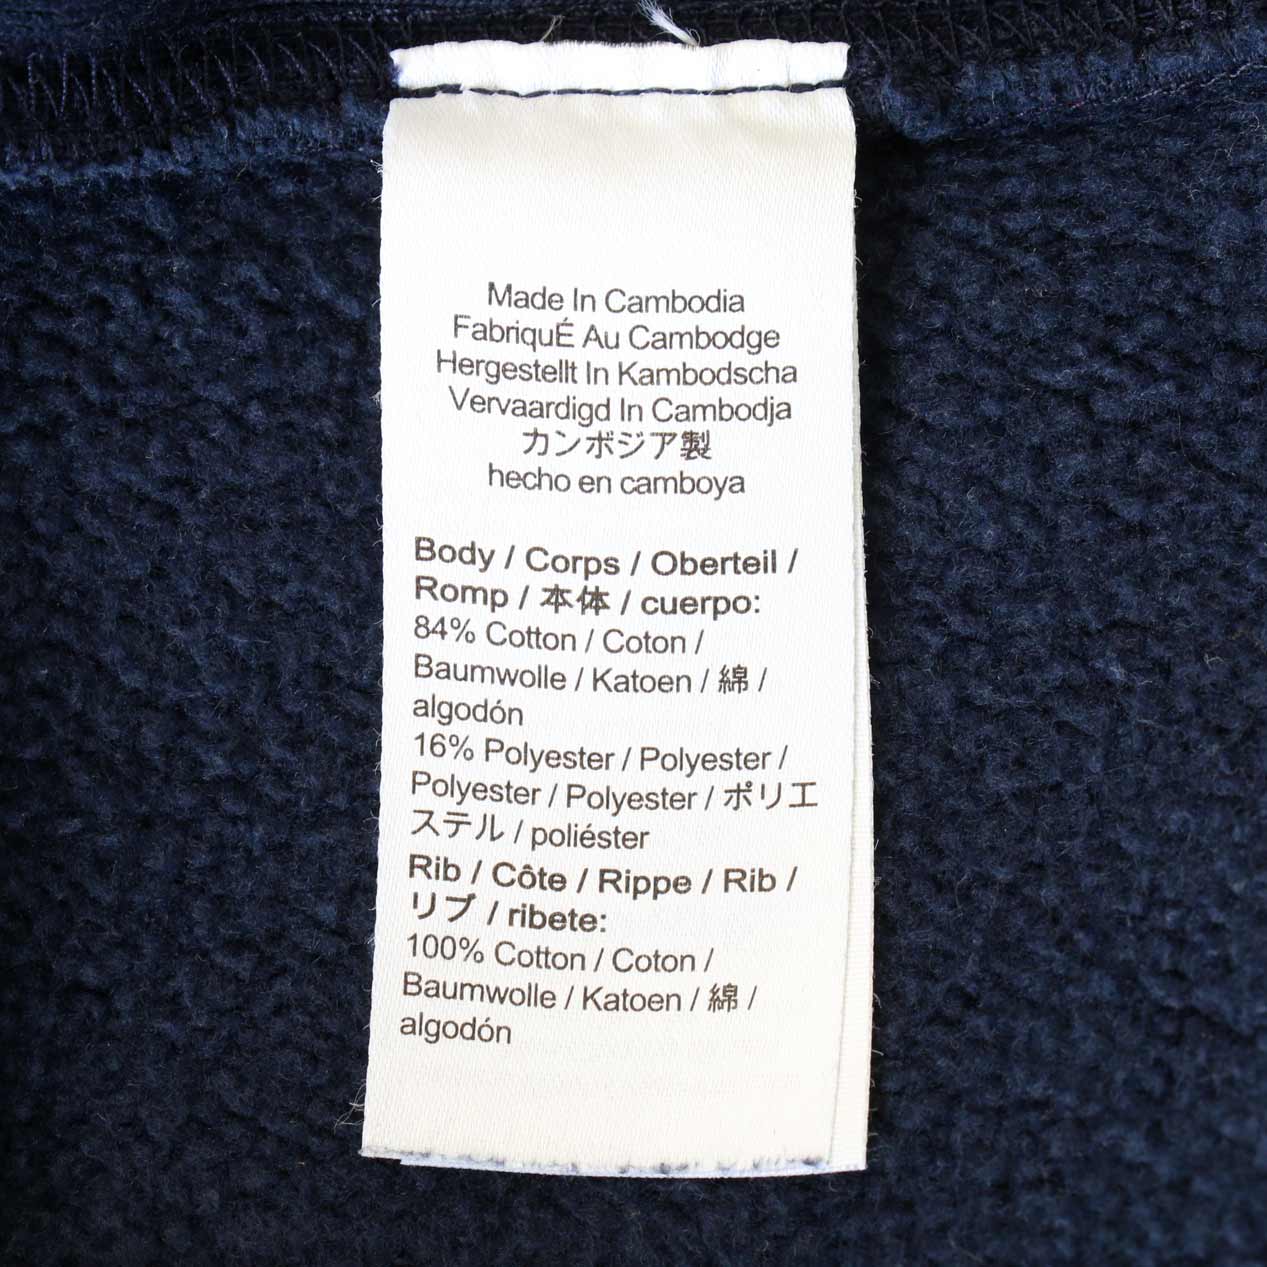 Made In Cambodia
FabriquÉ Au Cambodge
Hergestellt In Kambodscha
Vervaardigd In Cambodja
カンボジア製
hecho en camboya
Body / Corps / Oberteil /
Romp / 本体 / cuerpo:
84% Cotton / Coton /
Baumwolle / Katoen / 綿 /
algodón
16% Polyester / Polyester /
Polyester / Polyester / ポリエ
ステル / poliéster
Rib / Côte / Rippe / Rib /
リブ / ribete:
100% Cotton / Coton /
Baumwolle / Katoen / 綿 /
algodón